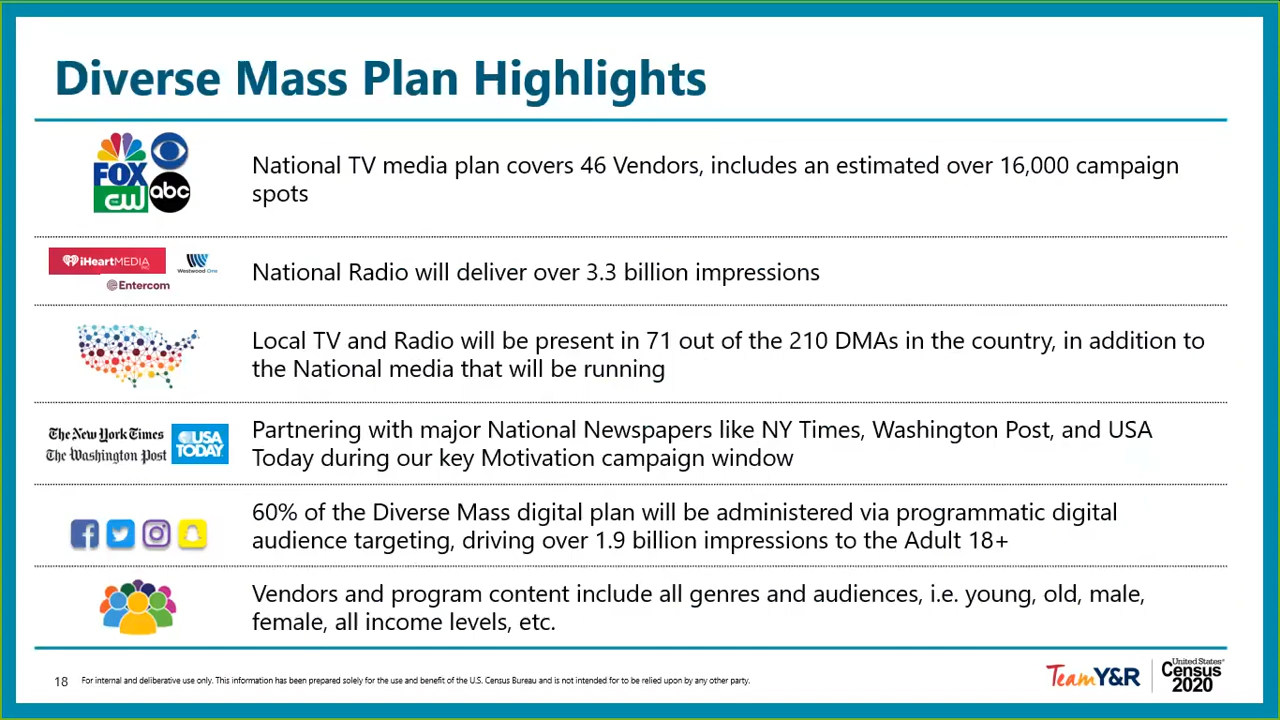 Diverse Mass Plan Highlights
FOX
CW
abc
National TV media plan covers 46 Vendors, includes an estimated over 16,000 campaign
spots
iHeartMEDIA
Westwood One
Entercom
National Radio will deliver over 3.3 billion impressions
Local TV and Radio will be present in 71 out of the 210 DMAs in the country, in addition to
the National media that will be running
The New York Times
The Washington Post
USA
TODAY
Partnering with major National Newspapers like NY Times, Washington Post, and USA
Today during our key Motivation campaign window
60% of the Diverse Mass digital plan will be administered via programmatic digital
audience targeting, driving over 1.9 billion impressions to the Adult 18+
Vendors and program content include all genres and audiences, i.e. young, old, male,
female, all income levels, etc.
18
For internal and deliberative use only. This information has been prepared solely for the use and benefit of the U.S. Census Bureau and is not intended for to be relied upon by any other party.
TeamY&R
United States®
Census
2020